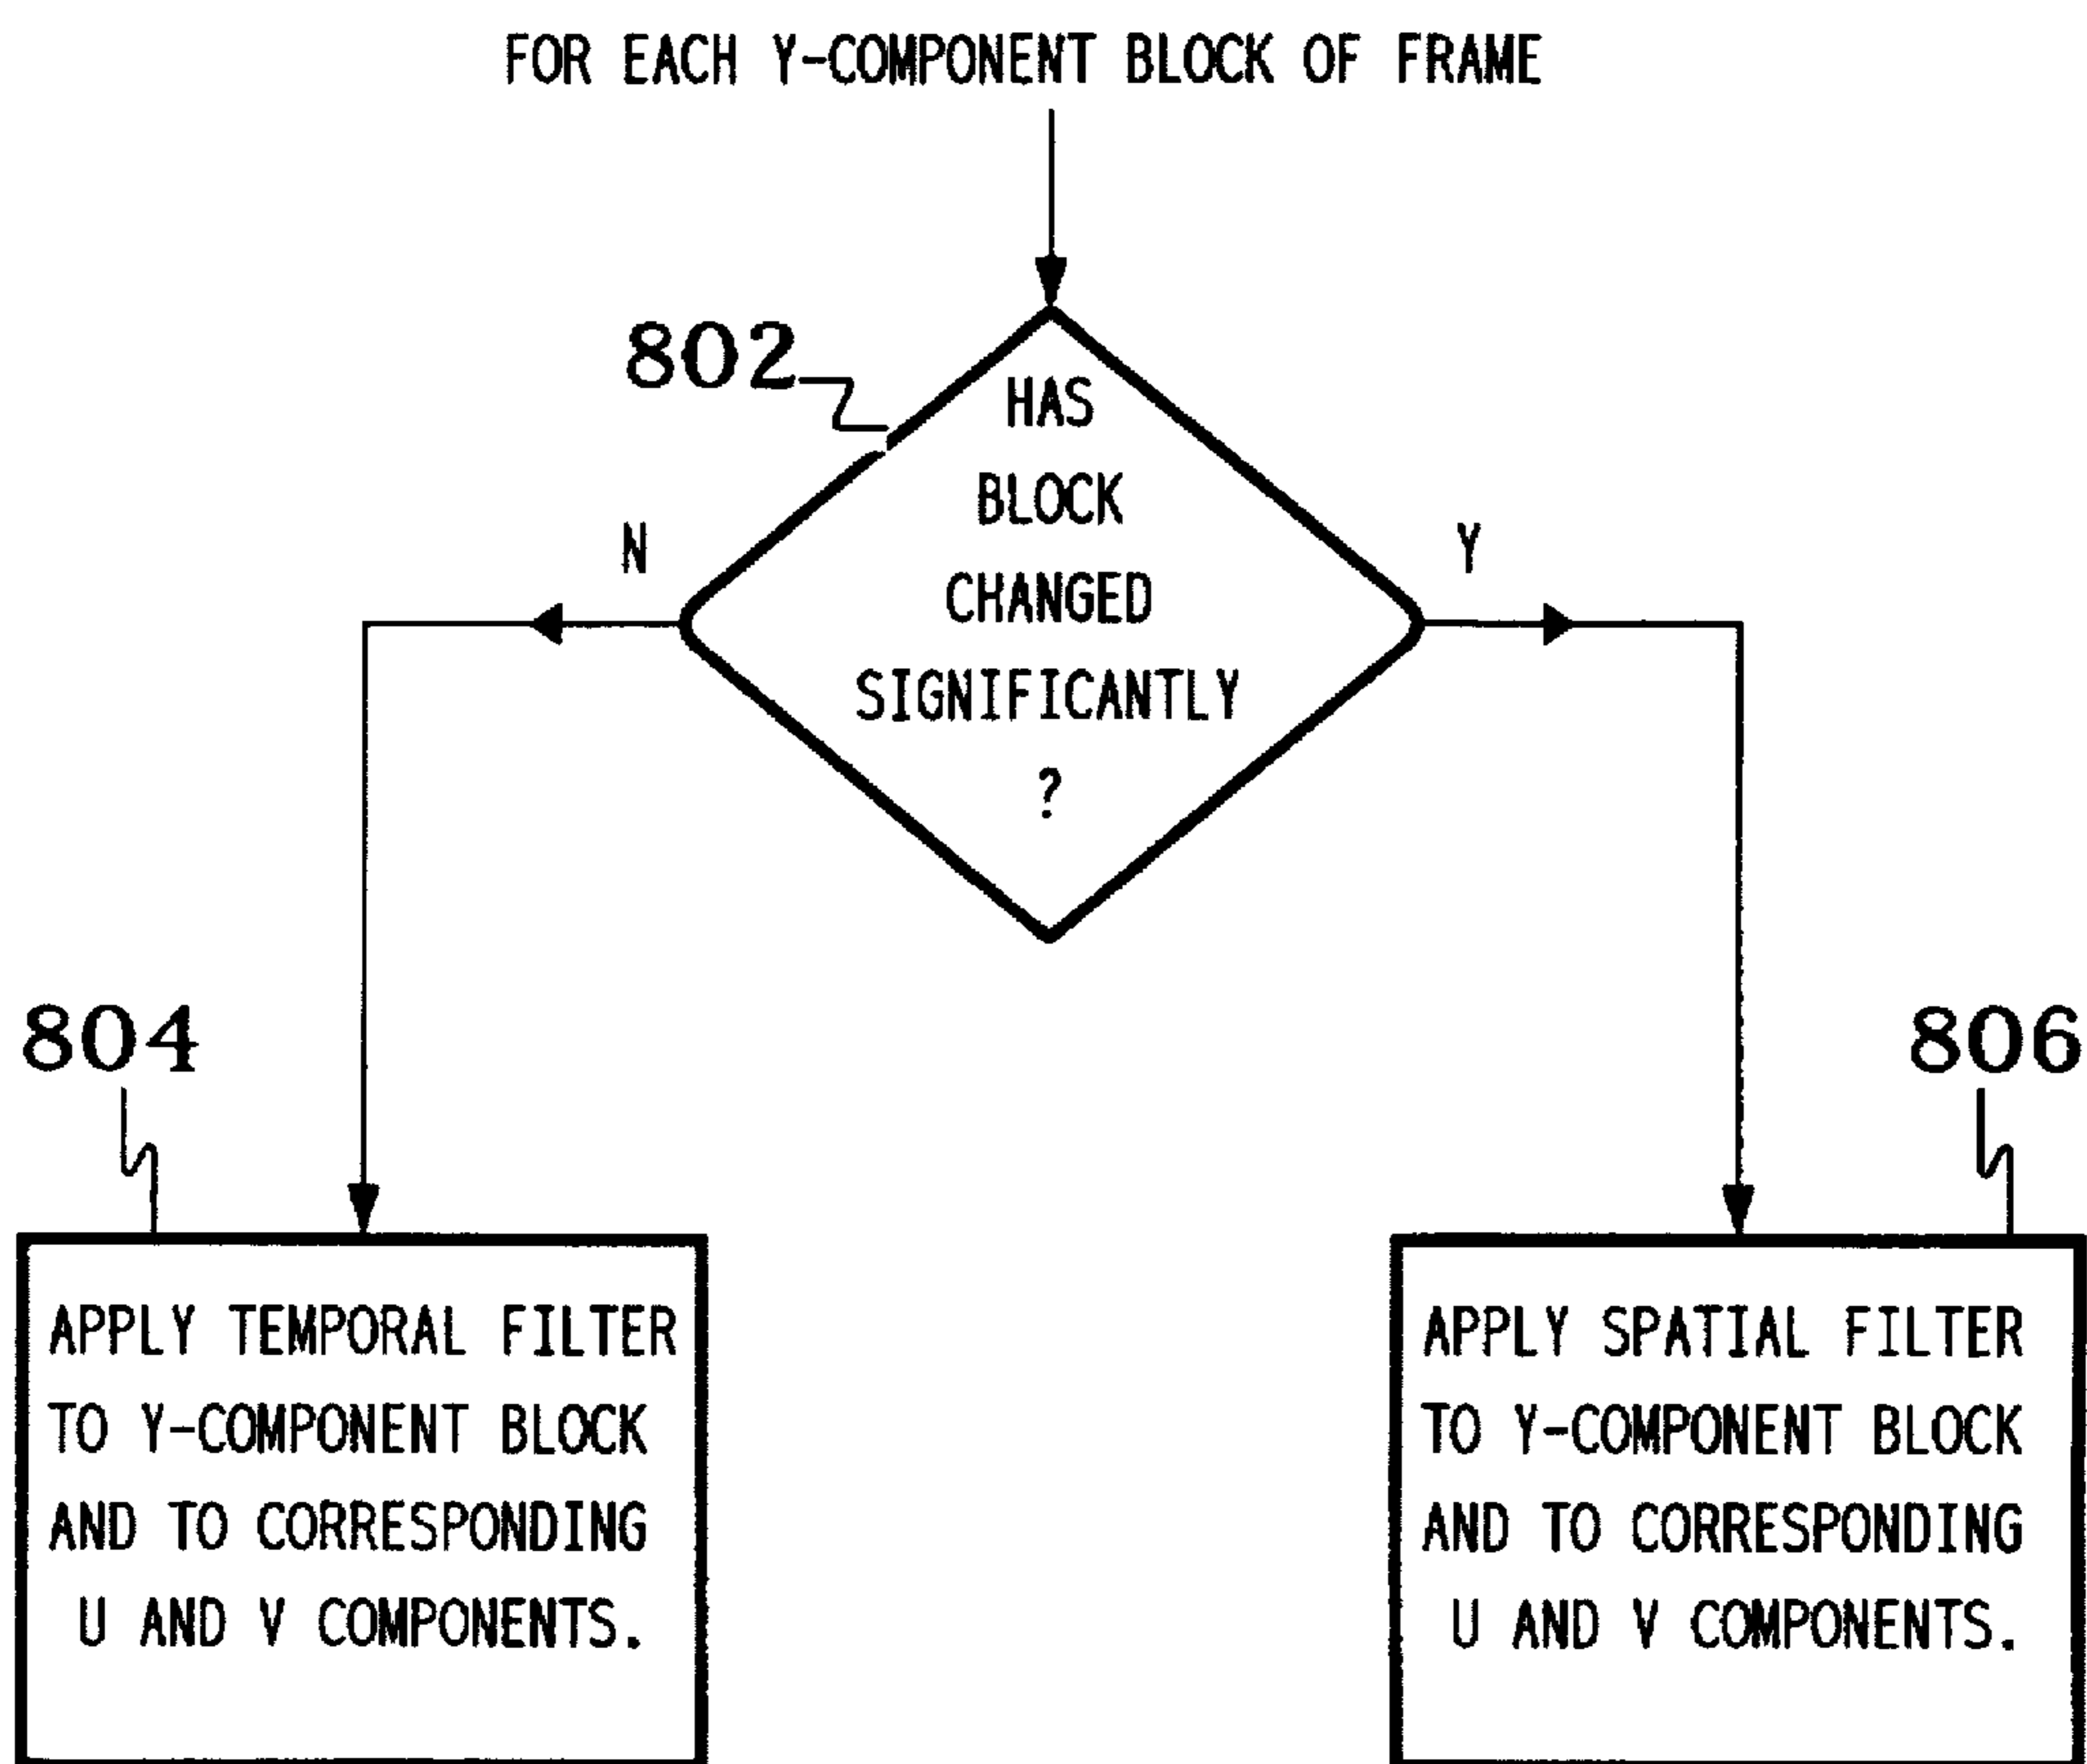 FOR EACH Y-COMPONENT BLOCK OF FRAME
802
HAS
BLOCK
CHANGED
SIGNIFICANTLY
?
N
Y
804
APPLY TEMPORAL FILTER
TO Y-COMPONENT BLOCK
AND TO CORRESPONDING
U AND V COMPONENTS.
806
APPLY SPATIAL FILTER
TO Y-COMPONENT BLOCK
AND TO CORRESPONDING
U AND V COMPONENTS.